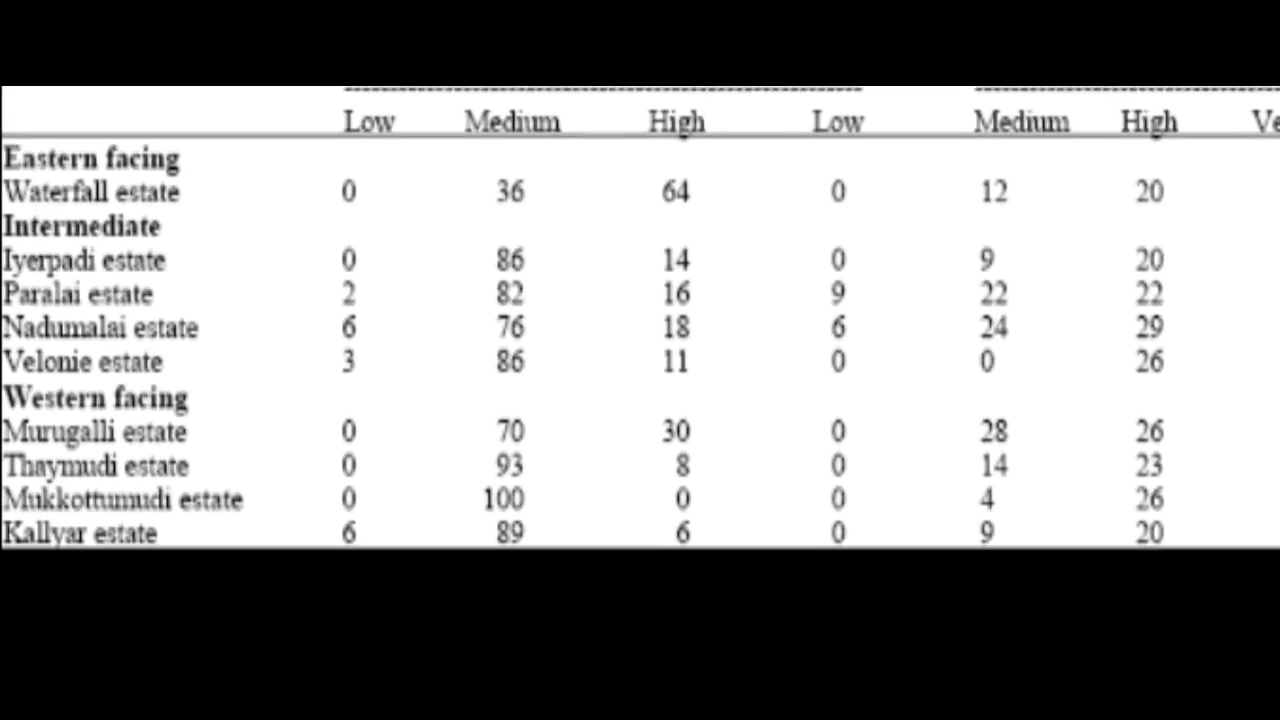 Low Medium High Low Medium High
Eastern facing
Waterfall estate 0 36 64 0 12 20
Intermediate
Iyerpadi estate 0 86 14 0 9 20
Paralai estate 2 82 16 9 22 22
Nadumalai estate 6 76 18 6 24 29
Velonie estate 3 86 11 0 0 26
Western facing
Murugalli estate 0 70 30 0 28 26
Thaymudi estate 0 93 8 0 14 23
Mukkottumudi estate 0 100 0 0 4 26
Kallyar estate 6 89 6 0 9 20